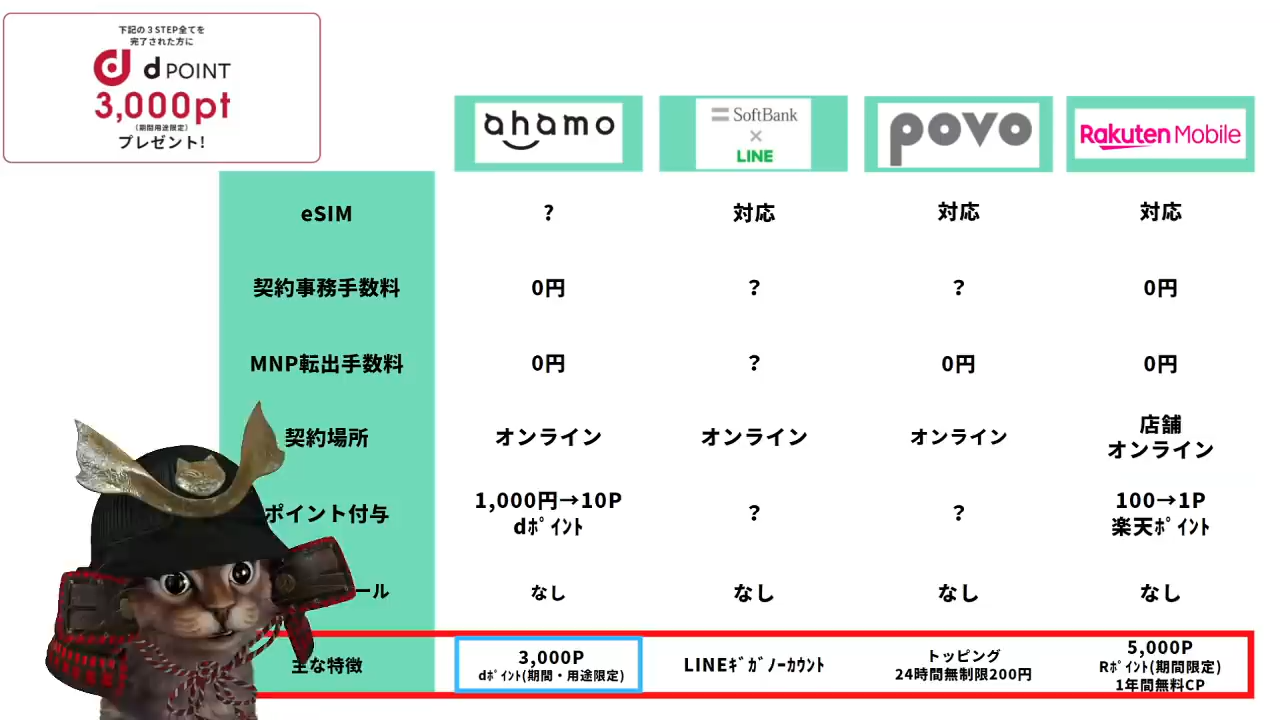 下記の3STEP全てを
完了された方に
d dPOINT
3,000pt
(期間用途限定)
プレゼント!
ahamo
SoftBank
×
LINE
povo
Rakuten Mobile
eSIM
?
対応
対応
対応
契約事務手数料
0円
?
?
0円
MNP転出手数料
0円
?
0円
0円
契約場所
オンライン
オンライン
オンライン
店舗
オンライン
ポイント付与
1,000円→10P
dﾎﾟｲﾝﾄ
?
?
100→1P
楽天ﾎﾟｲﾝﾄ
ール
なし
なし
なし
なし
主な特徴
3,000P
dﾎﾟｲﾝﾄ(期間・用途限定)
LINEｷﾞｶﾞﾉｰｶｳﾝﾄ
トッピング
24時間無制限200円
5,000P
Rﾎﾟｲﾝﾄ(期間限定)
1年間無料CP